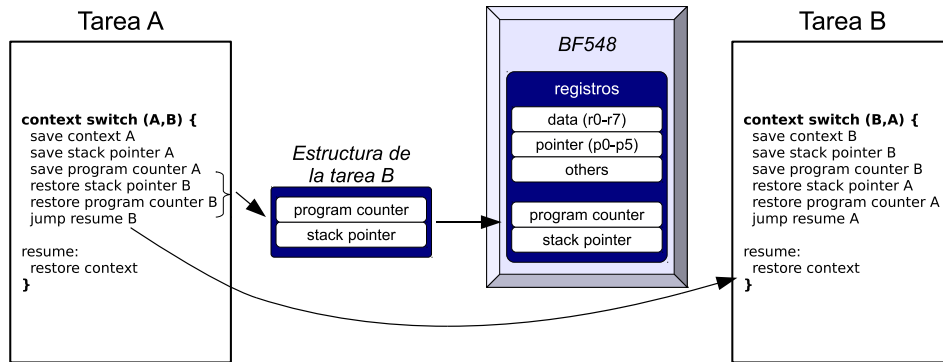 Tarea A
context switch (A,B) {
save context A
save stack pointer A
save program counter A
restore stack pointer B
restore program counter B
jump resume B
resume:
restore context
}
Estructura de
la tarea B
program counter
stack pointer
BF548
registros
data (r0-r7)
pointer (p0-p5)
others
program counter
stack pointer
Tarea B
context switch (B,A) {
save context B
save stack pointer B
save program counter B
restore stack pointer A
restore program counter A
jump resume A
resume:
restore context
}